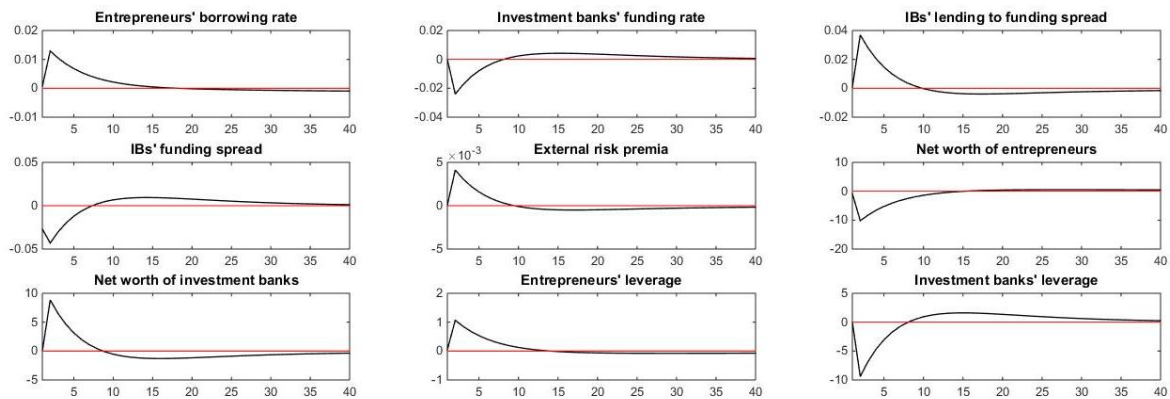 Entrepreneurs' borrowing rate
0.02
0.01
0
-0.01
5 10 15 20 25 30 35 40
Investment banks' funding rate
0.02
0
-0.02
-0.04
5 10 15 20 25 30 35 40
IBs' lending to funding spread
0.04
0.02
0
-0.02
5 10 15 20 25 30 35 40
IBs' funding spread
0.05
0
-0.05
5 10 15 20 25 30 35 40
External risk premia
×10-3
5
0
-5
5 10 15 20 25 30 35 40
Net worth of entrepreneurs
10
0
-10
-20
5 10 15 20 25 30 35 40
Net worth of investment banks
10
5
0
-5
5 10 15 20 25 30 35 40
Entrepreneurs' leverage
2
1
0
-1
5 10 15 20 25 30 35 40
Investment banks' leverage
5
0
-5
-10
5 10 15 20 25 30 35 40